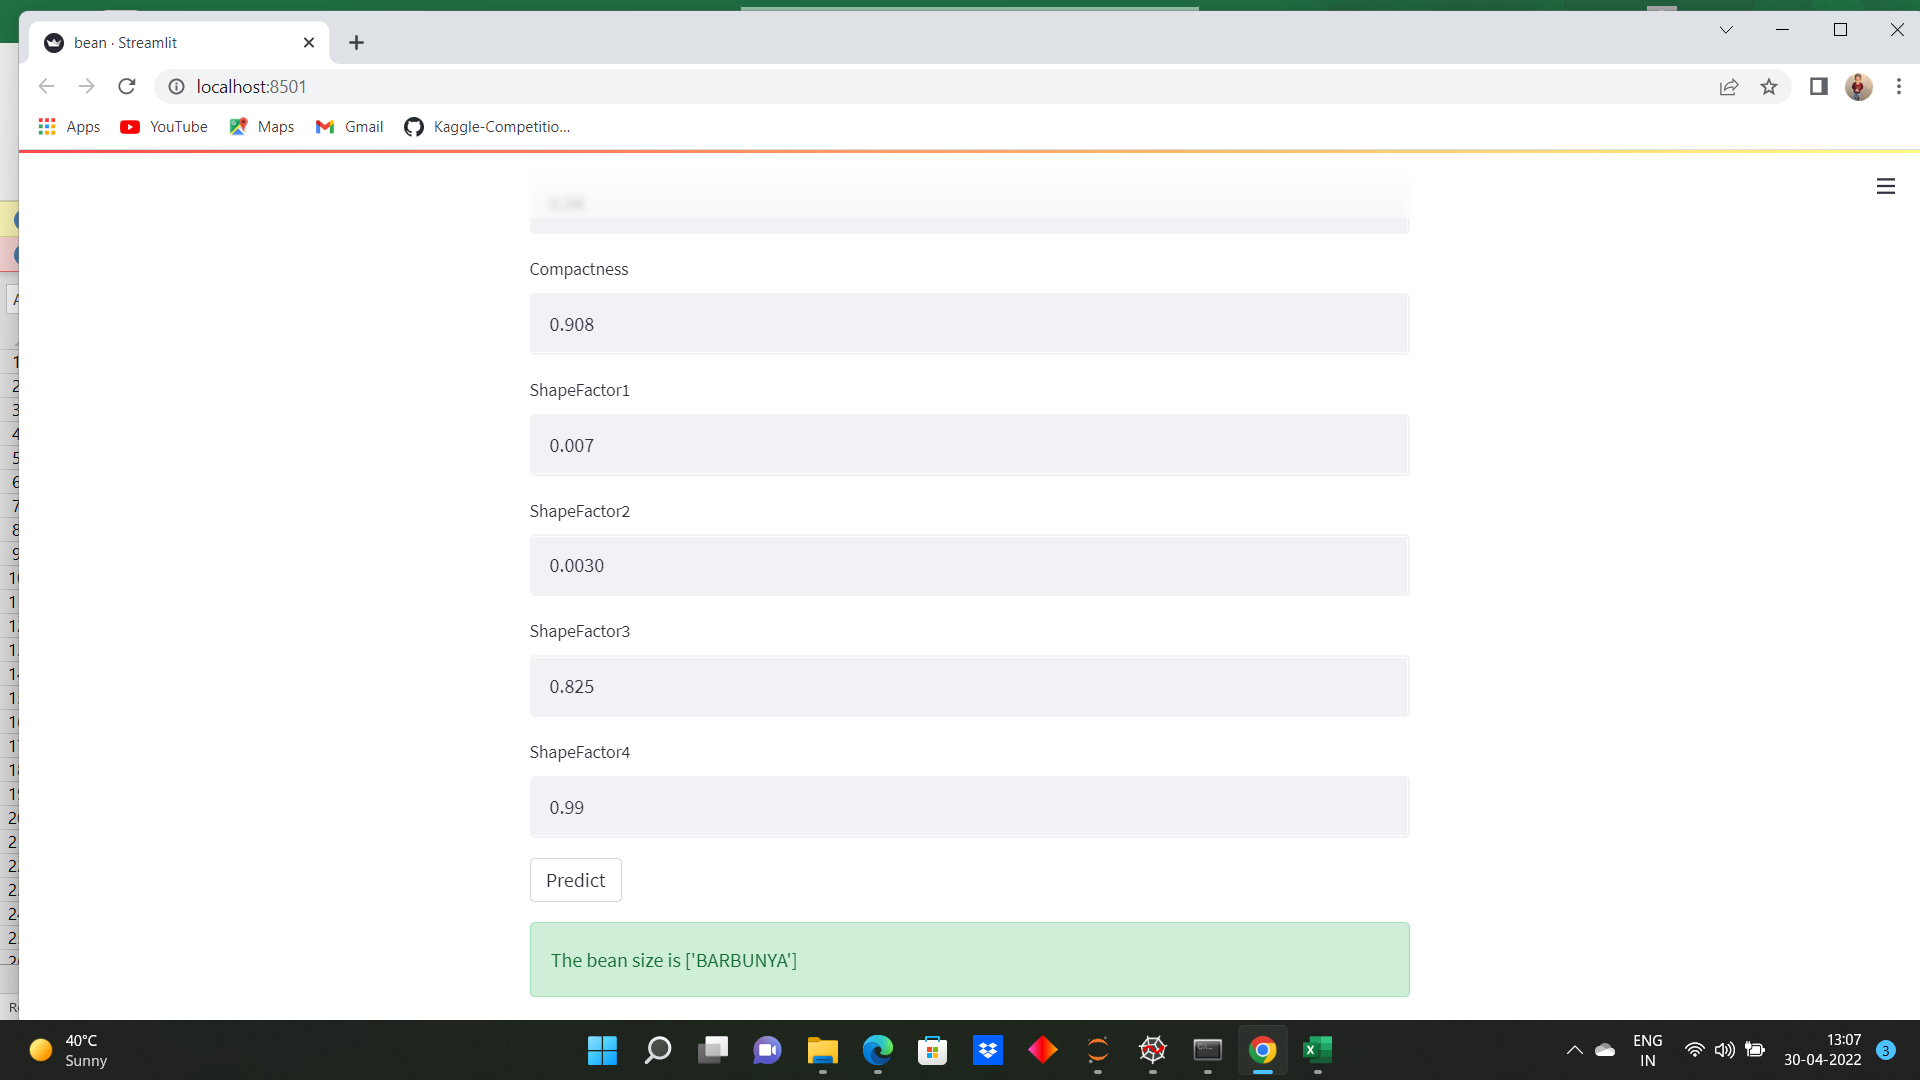 bean · Streamlit
localhost:8501
Apps
YouTube
Maps
Gmail
Kaggle-Competitio...
Compactness
0.908
ShapeFactor1
0.007
ShapeFactor2
0.0030
ShapeFactor3
0.825
ShapeFactor4
0.99
Predict
The bean size is ['BARBUNYA']
40°C
Sunny
ENG
IN
13:07
30-04-2022
3